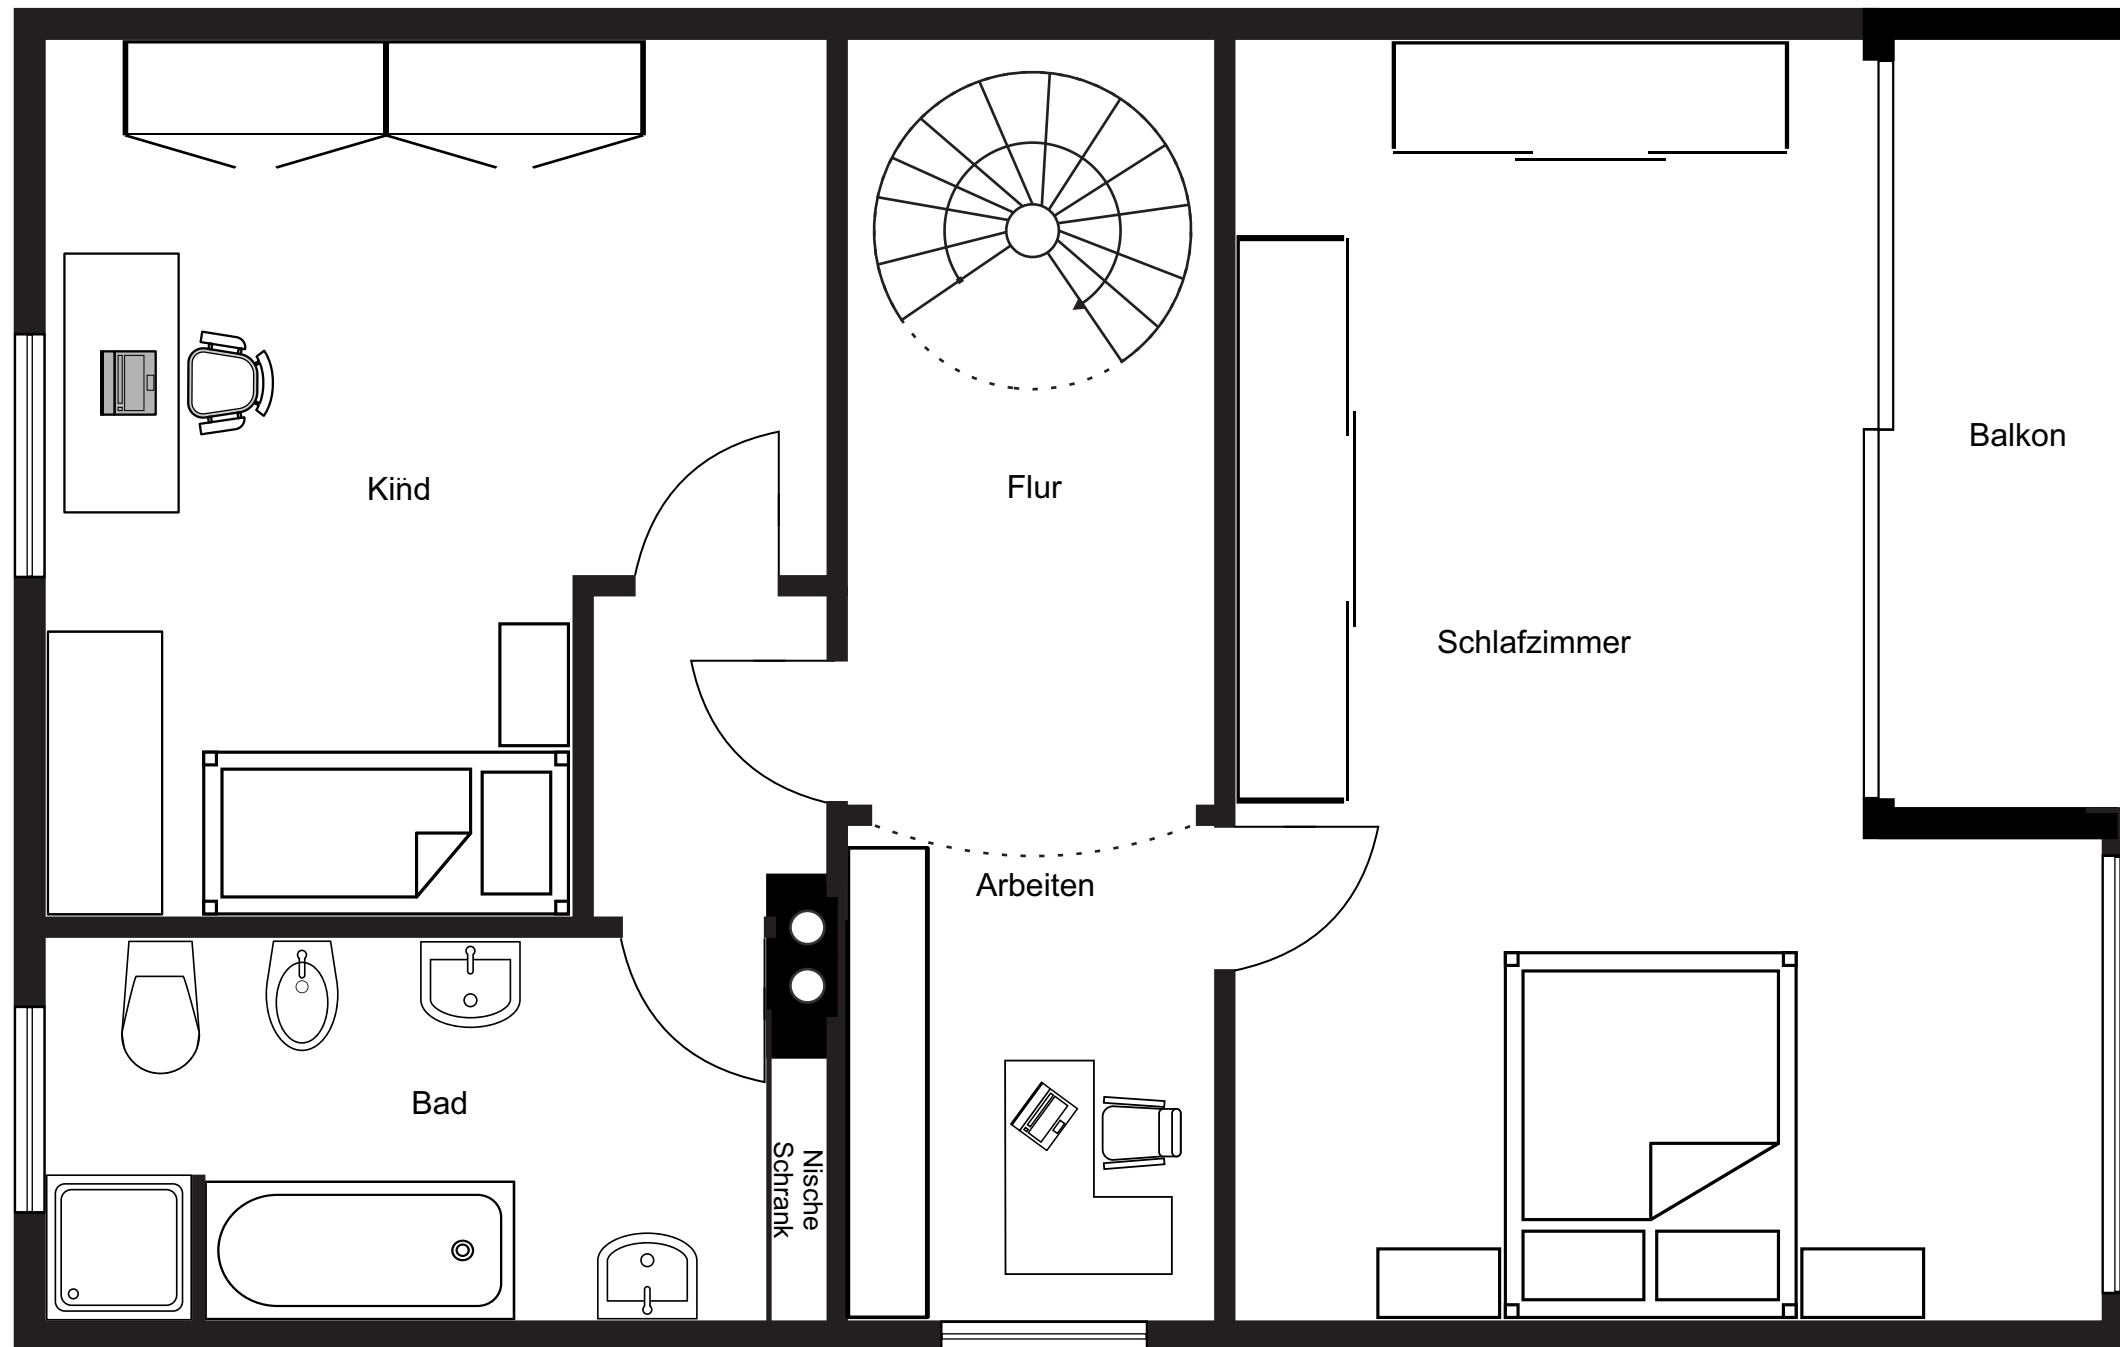 Balkon
Kind
Flur
Schlafzimmer
Arbeiten
Bad
Nische
Schrank